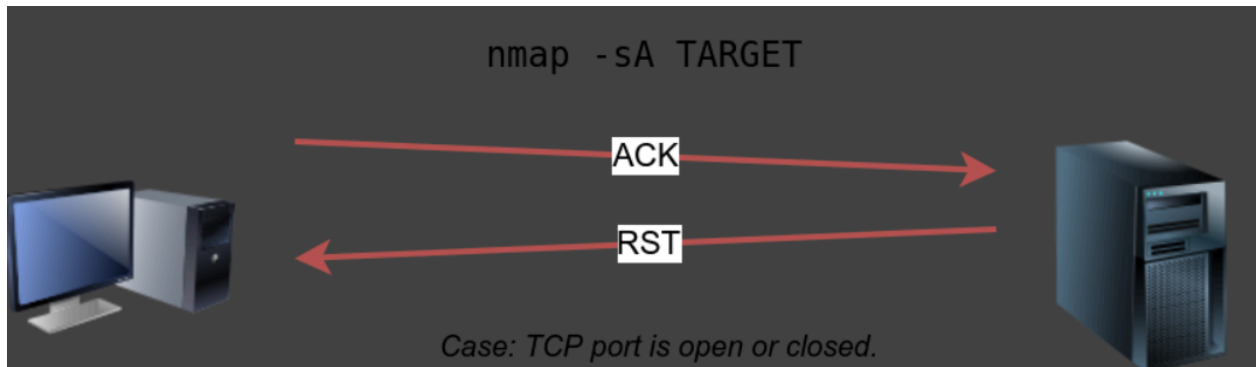 nmap -sA TARGET
ACK
RST
Case: TCP port is open or closed.